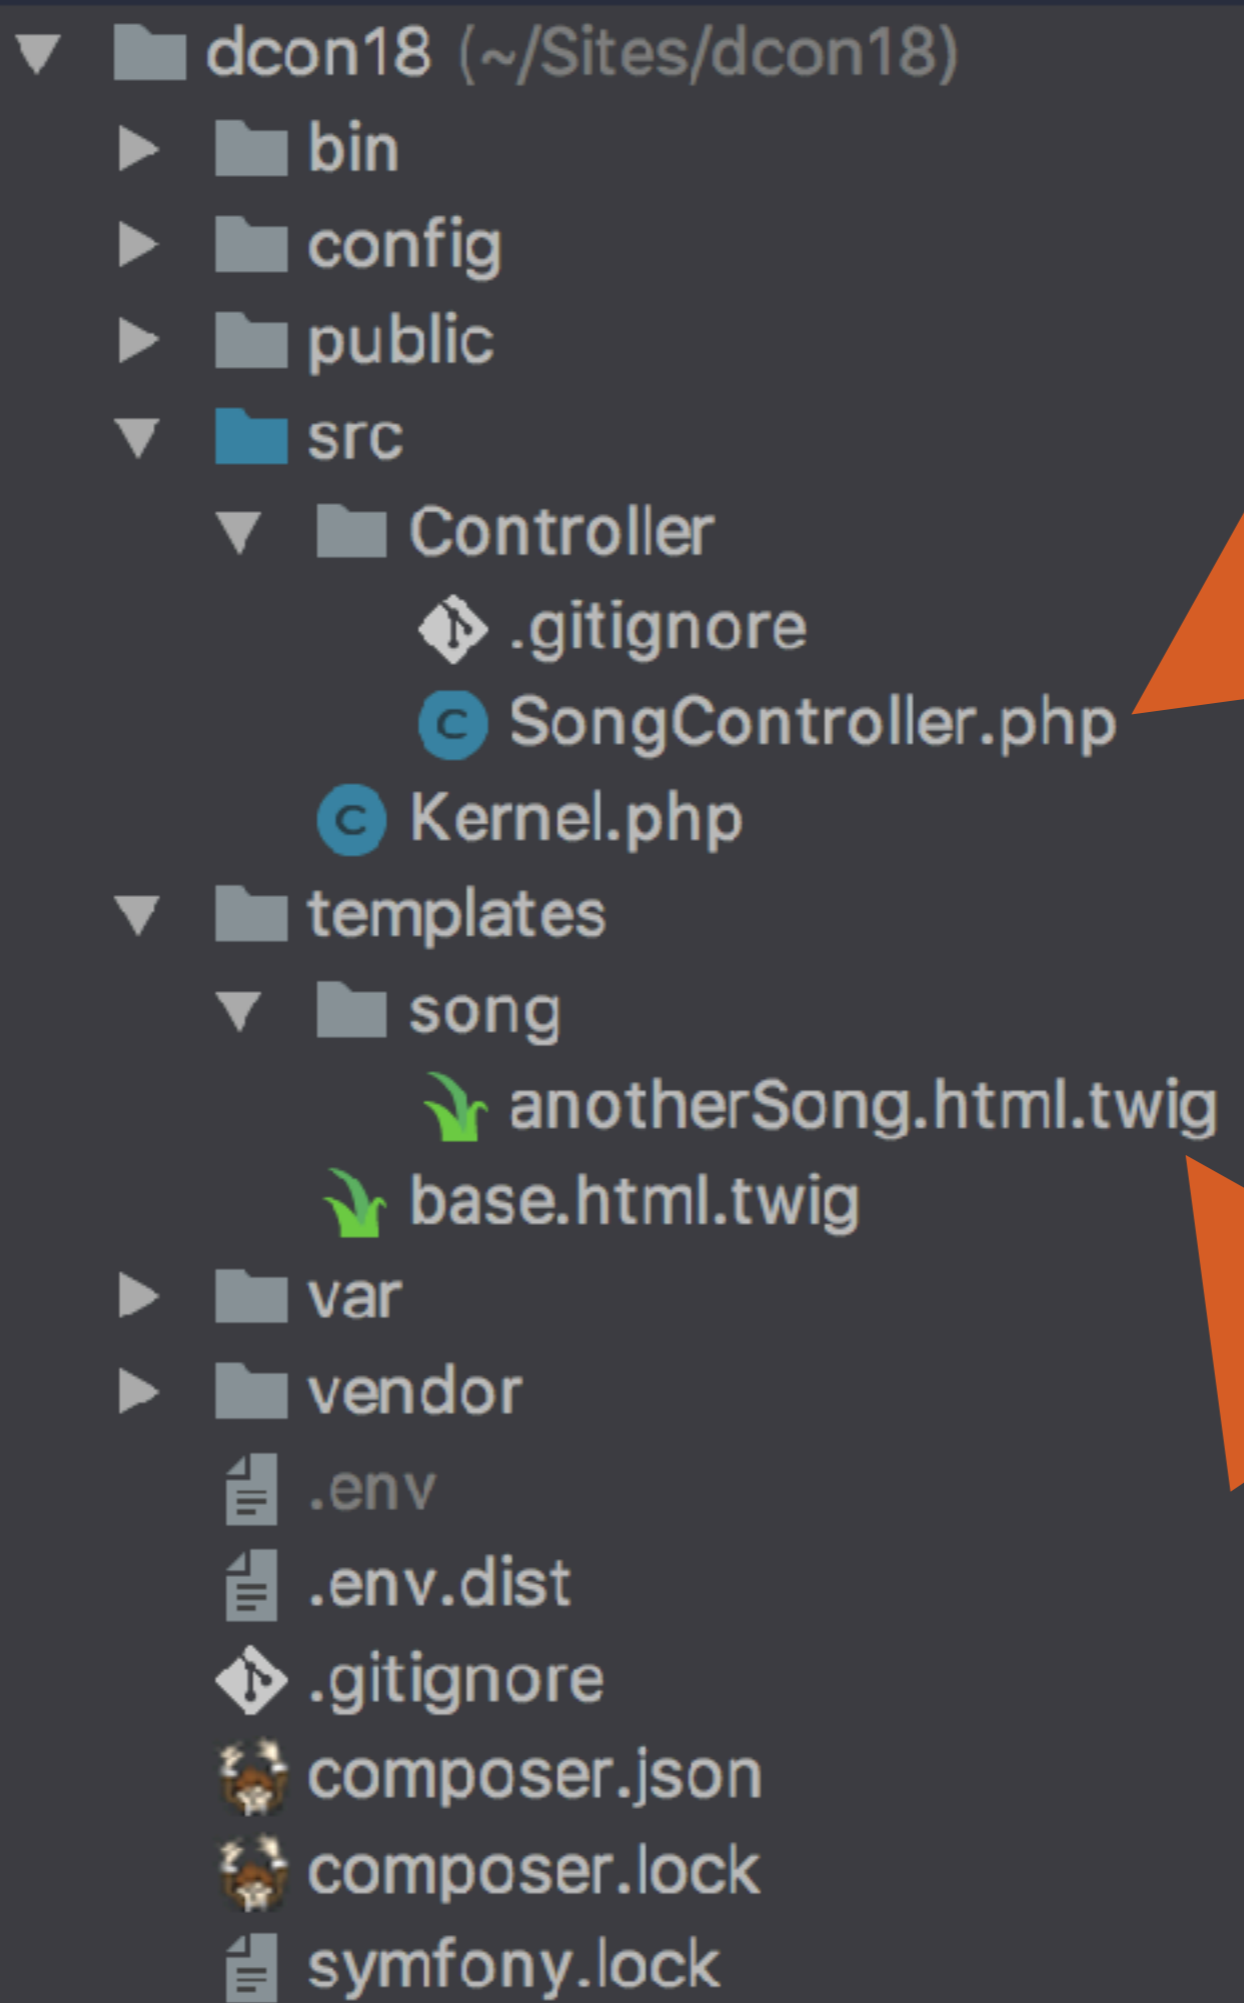 dcon18 (~/Sites/dcon18)
bin
config
public
src
Controller
.gitignore
SongController.php
Kernel.php
templates
song
anotherSong.html.twig
base.html.twig
var
vendor
.env
.env.dist
.gitignore
composer.json
composer.lock
symfony.lock